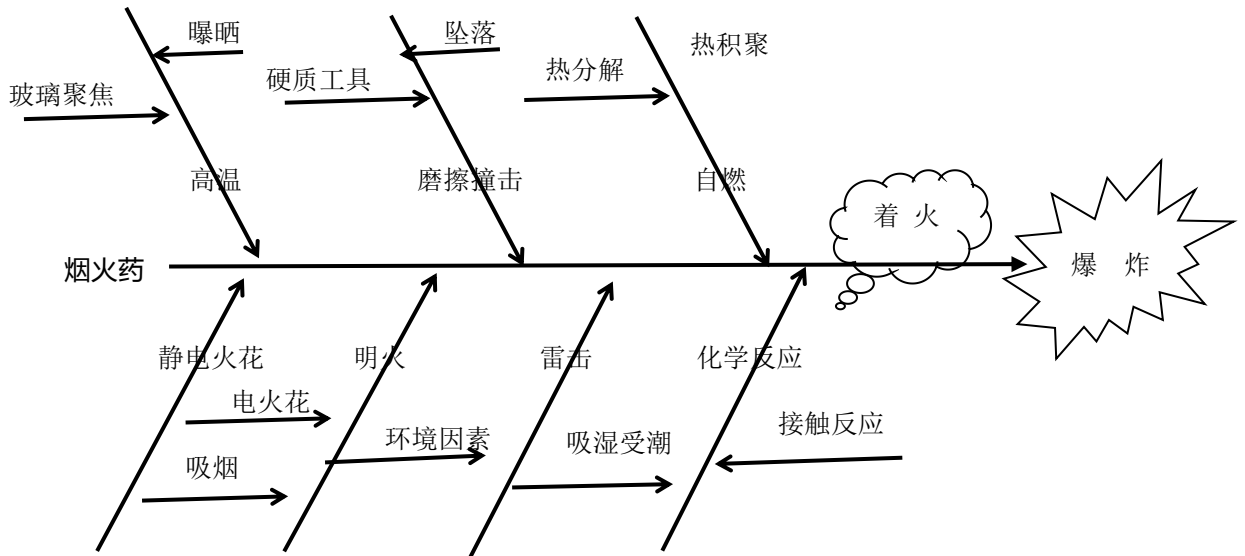 曝晒
坠落
热积聚
玻璃聚焦
硬质工具
热分解
高温
磨擦撞击
自燃
着 火
烟火药
爆 炸
静电火花
明火
雷击
化学反应
电火花
环境因素
吸湿受潮
接触反应
吸烟